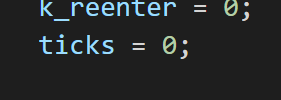 k_reenter = 0;
ticks = 0;